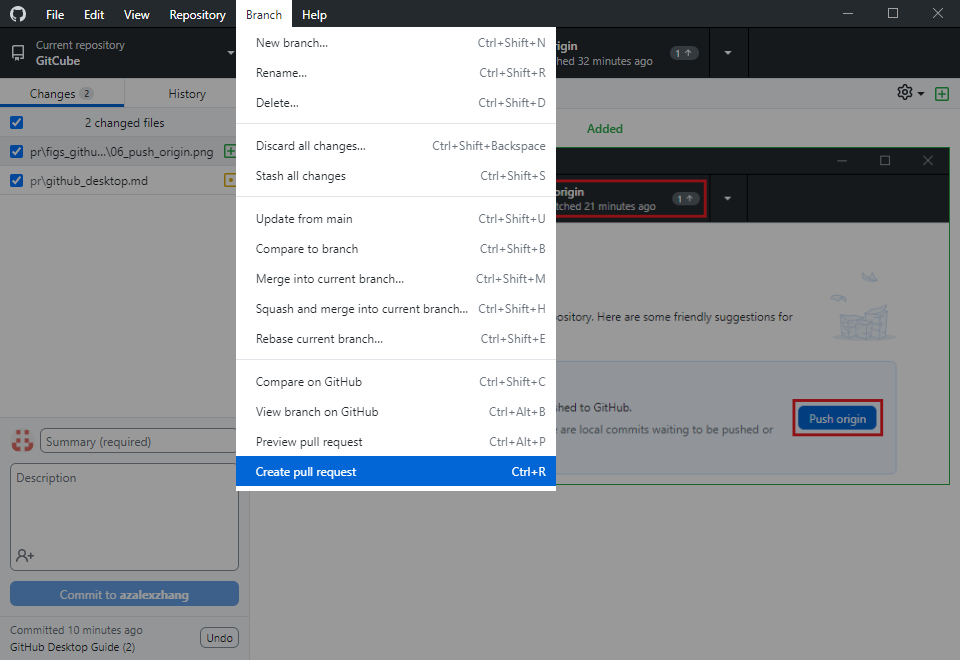 File Edit View Repository Branch Help
Current repository
GitCube
igin
hed 32 minutes ago
1
Changes 2
History
2 changed files
pr\figs_githu...\06_push_origin.png
pr\github_desktop.md
New branch... Ctrl+Shift+N
Rename... Ctrl+Shift+R
Delete... Ctrl+Shift+D
Discard all changes... Ctrl+Shift+Backspace
Stash all changes Ctrl+Shift+S
Update from main Ctrl+Shift+U
Compare to branch Ctrl+Shift+B
Merge into current branch... Ctrl+Shift+M
Squash and merge into current branch... Ctrl+Shift+H
Rebase current branch... Ctrl+Shift+E
Compare on GitHub Ctrl+Shift+C
View branch on GitHub Ctrl+Alt+B
Preview pull request Ctrl+Alt+P
Create pull request Ctrl+R
Added
origin
tched 21 minutes ago
1
ository. Here are some friendly suggestions for
hed to GitHub.
are local commits waiting to be pushed or
Push origin
Summary (required)
Description
Commit to azalexzhang
Committed 10 minutes ago
GitHub Desktop Guide (2)
Undo